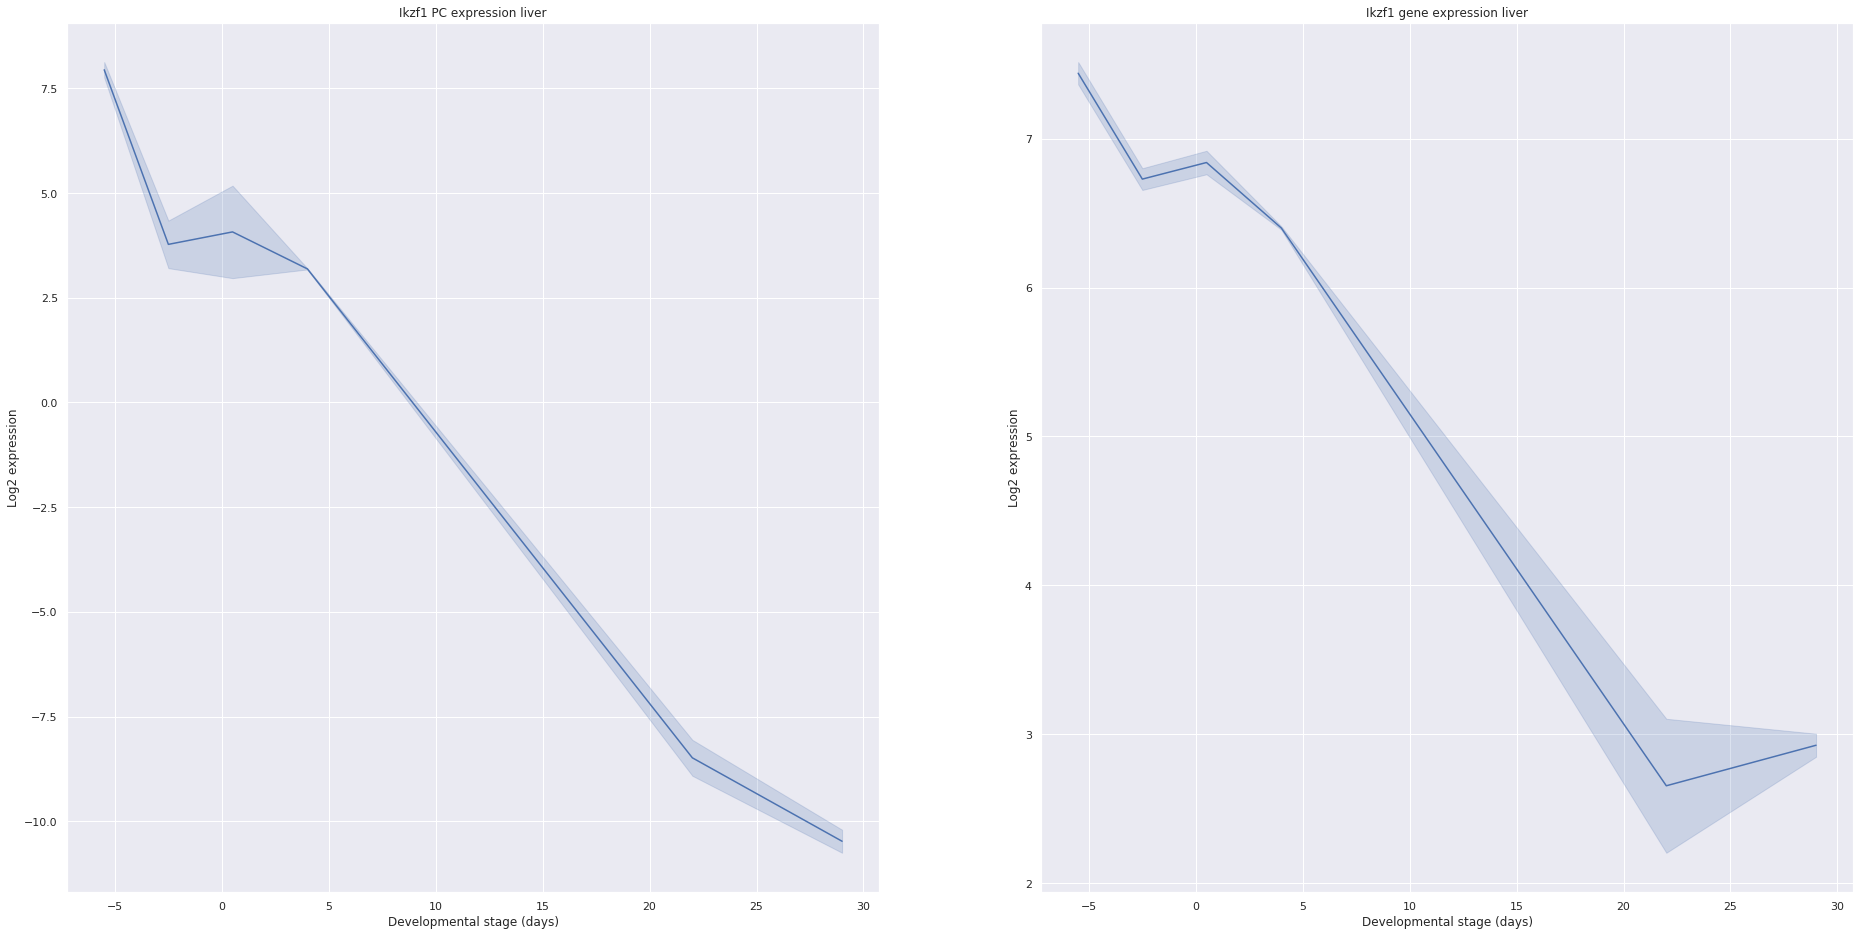 Ikzf1 PC expression liver
Log2 expression
7.5
5.0
2.5
0.0
−2.5
−5.0
−7.5
−10.0
−5 0 5 10 15 20 25 30
Developmental stage (days)
Ikzf1 gene expression liver
Log2 expression
7
6
5
4
3
2
−5 0 5 10 15 20 25 30
Developmental stage (days)